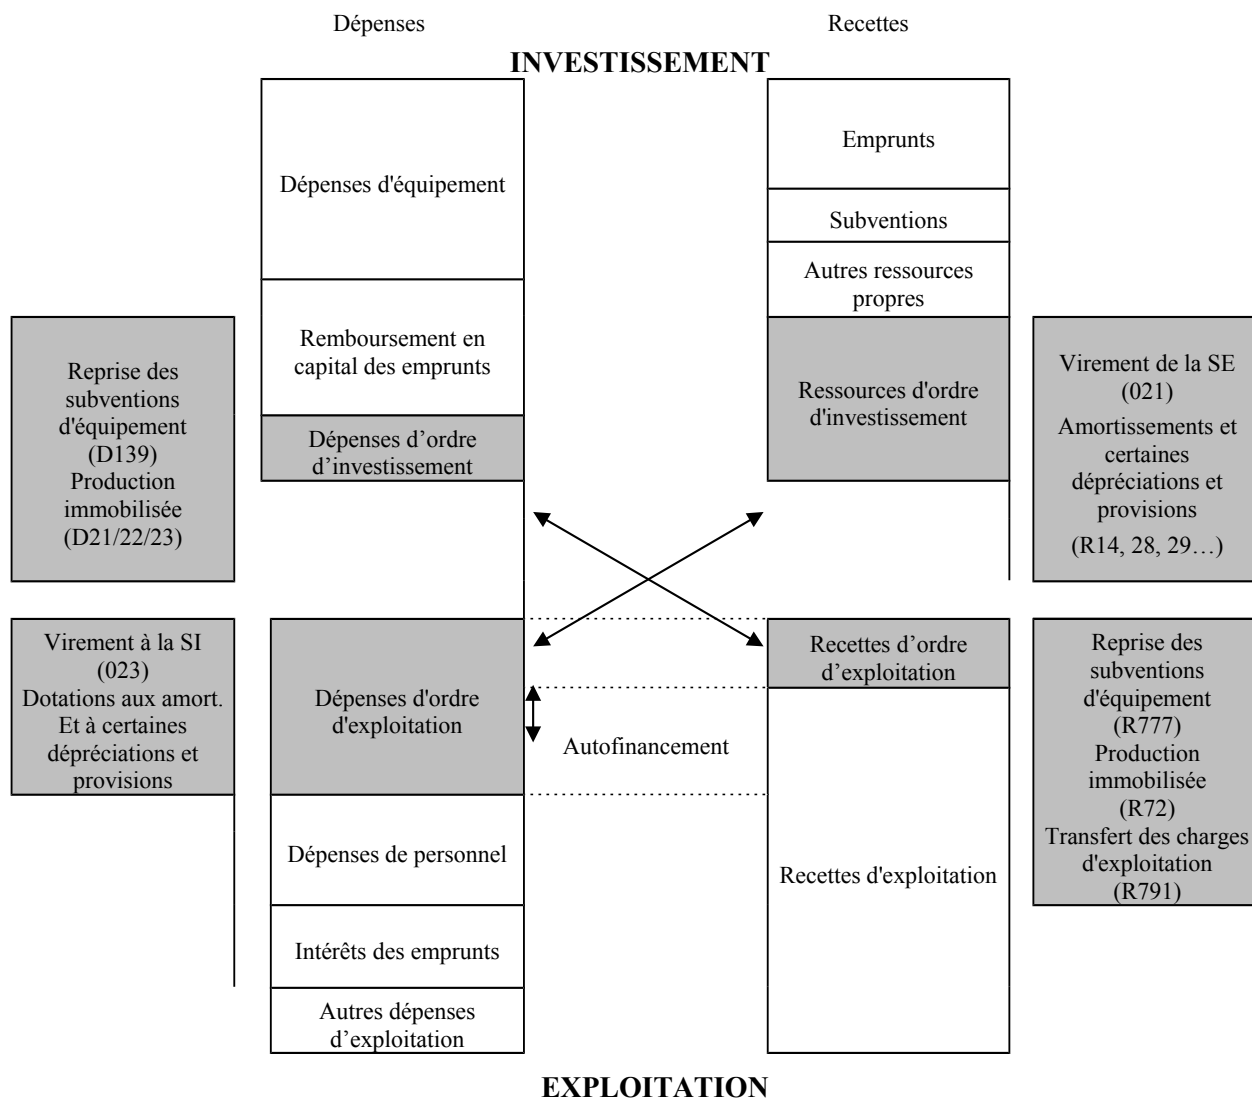 Dépenses
Recettes
INVESTISSEMENT
Dépenses d'équipement
Emprunts
Subventions
Autres ressources
propres
Reprise des
subventions
d'équipement
(D139)
Production
immobilisée
(D21/22/23)
Remboursement en
capital des emprunts
Dépenses d’ordre
d’investissement
Ressources d'ordre
d'investissement
Virement de la SE
(021)
Amortissements et
certaines
dépréciations et
provisions
(R14, 28, 29…)
Virement à la SI
(023)
Dotations aux amort.
Et à certaines
dépréciations et
provisions
Dépenses d'ordre
d'exploitation
Autofinancement
Recettes d’ordre
d’exploitation
Reprise des
subventions
d'équipement
(R777)
Production
immobilisée
(R72)
Transfert des charges
d'exploitation
(R791)
Dépenses de personnel
Recettes d'exploitation
Intérêts des emprunts
Autres dépenses
d’exploitation
EXPLOITATION